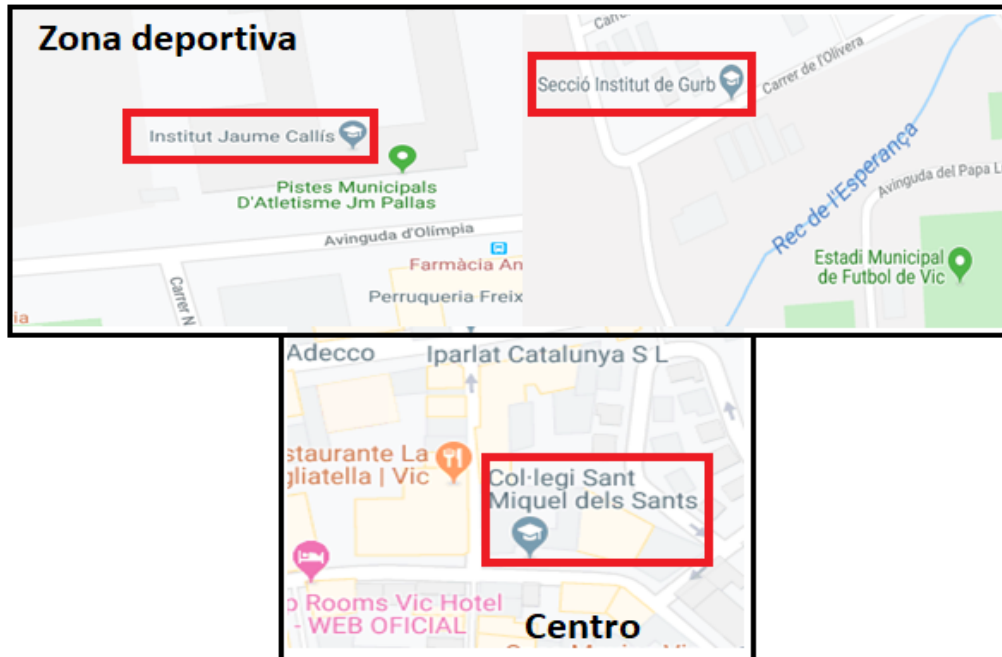 Zona deportiva
Institut Jaume Callís
Pistes Municipals
D'Atletisme Jm Pallas
Avinguda d'Olímpia
Farmàcia An
Carrer N
Perruqueria Freix
ia
Secció Institut de Gurb
Carrer de l'Olivera
Rec de l'Esperança
Avinguda del Papa L
Estadi Municipal
de Futbol de Vic
Adecco
Iparlat Catalunya S L
staurante La
gliatella | Vic
Col·legi Sant
Miquel dels Sants
o Rooms Vic Hotel
- WEB OFICIAL
Centro